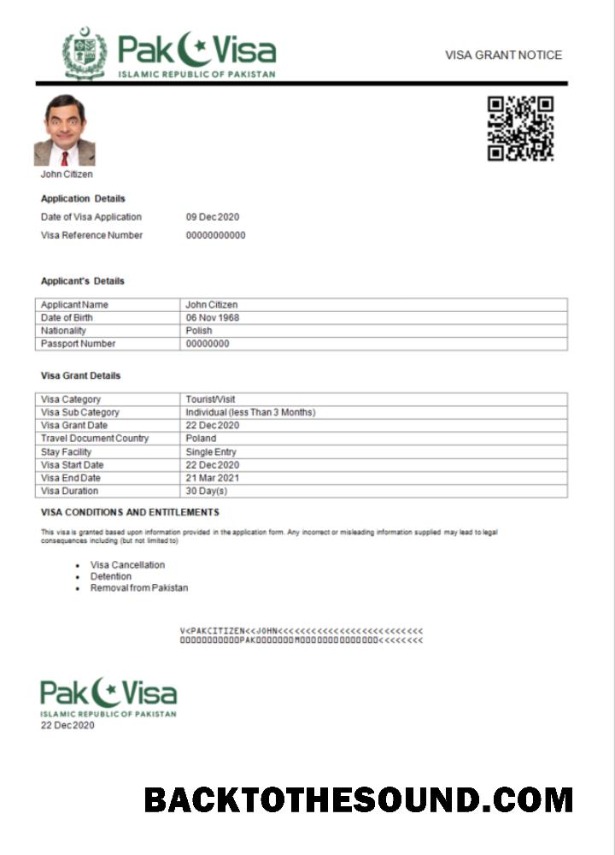 Pak Visa
ISLAMIC REPUBLIC OF PAKISTAN
VISA GRANT NOTICE
John Citizen
Application Details
Date of Visa Application 09 Dec 2020
Visa Reference Number 00000000000
Applicant's Details
Applicant Name John Citizen
Date of Birth 06 Nov 1968
Nationality Polish
Passport Number 00000000
Visa Grant Details
Visa Category Tourist/Visit
Visa Sub Category Individual (less Than 3 Months)
Visa Grant Date 22 Dec 2020
Travel Document Country Poland
Stay Facility Single Entry
Visa Start Date 22 Dec 2020
Visa End Date 21 Mar 2021
Visa Duration 30 Day(s)
VISA CONDITIONS AND ENTITLEMENTS
This visa is granted based upon information provided in the application form. Any incorrect or misleading information supplied may lead to legal
consequences including (but not limited to)
• Visa Cancellation
• Detention
• Removal from Pakistan
V<PAKCITIZEN<<JOHN<<<<<<<<<<<<<<<<<<<<<<<<<<
Pak Visa
ISLAMIC REPUBLIC OF PAKISTAN
22 Dec 2020
BACKTOTHESOUND.COM